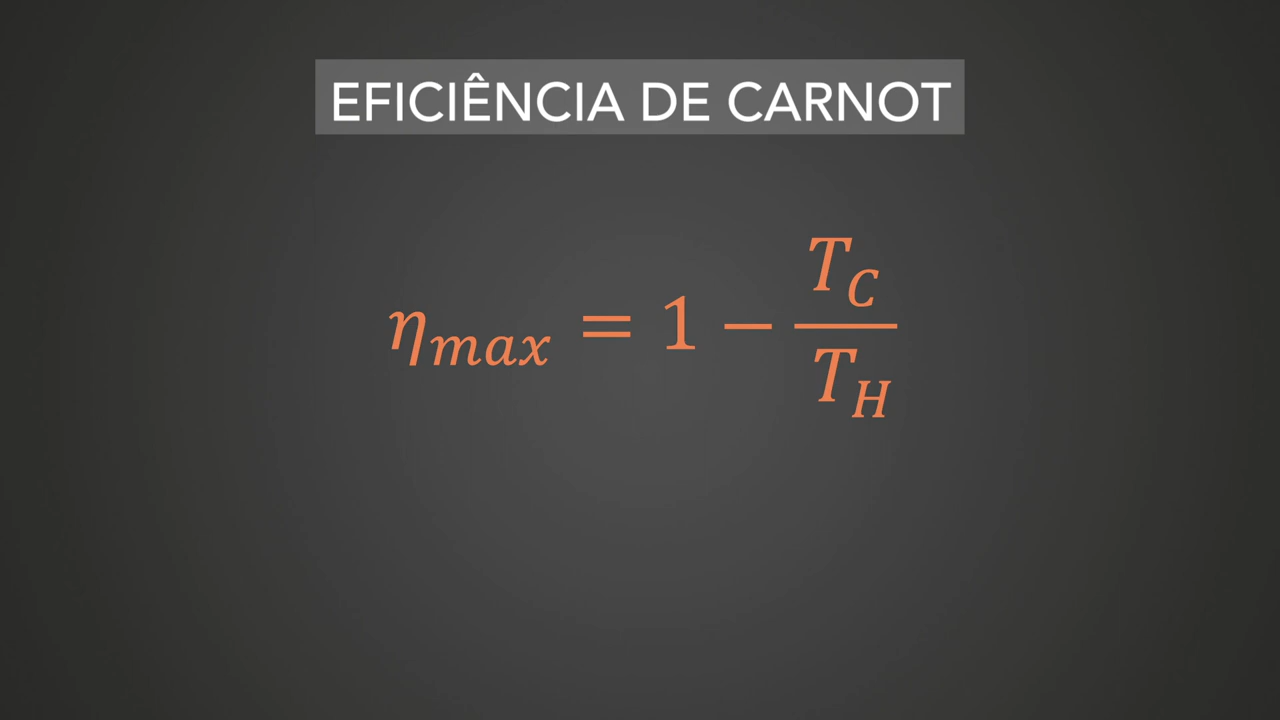 EFICIÊNCIA DE CARNOT
η_max = 1 − T_C / T_H